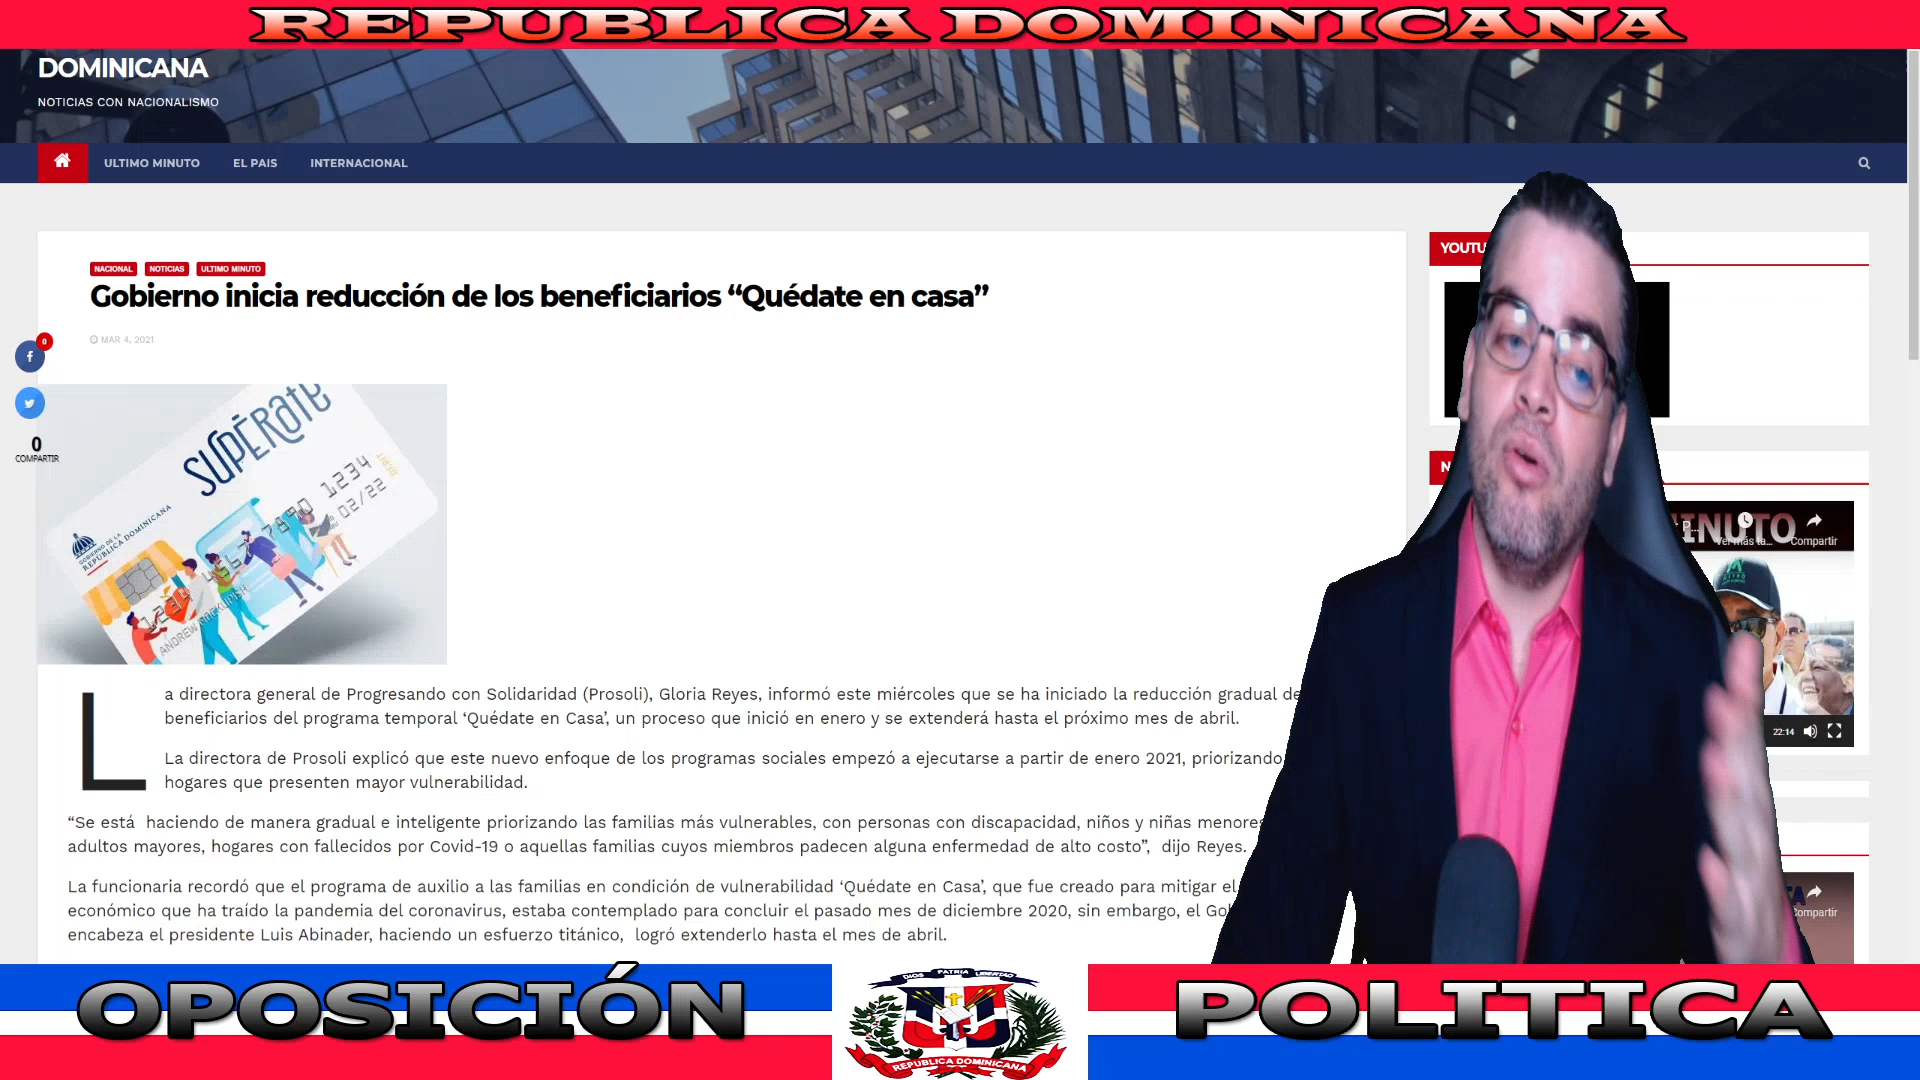 REPUBLICA DOMINICANA
DOMINICANA
NOTICIAS CON NACIONALISMO
ULTIMO MINUTO EL PAIS INTERNACIONAL
NACIONAL NOTICIAS ULTIMO MINUTO
Gobierno inicia reducción de los beneficiarios “Quédate en casa”
MAR 4, 2021
0
0
COMPARTIR
SUPÉRATE
GOBIERNO DE LA
REPÚBLICA DOMINICANA
7890 1234
02/22
ANDREW MOCKUPISH
YOUTU
INUTO
Compartir
22:14
La directora general de Progresando con Solidaridad (Prosoli), Gloria Reyes, informó este miércoles que se ha iniciado la reducción gradual de
beneficiarios del programa temporal ‘Quédate en Casa’, un proceso que inició en enero y se extenderá hasta el próximo mes de abril.
La directora de Prosoli explicó que este nuevo enfoque de los programas sociales empezó a ejecutarse a partir de enero 2021, priorizando
hogares que presenten mayor vulnerabilidad.
“Se está haciendo de manera gradual e inteligente priorizando las familias más vulnerables, con personas con discapacidad, niños y niñas menores
adultos mayores, hogares con fallecidos por Covid-19 o aquellas familias cuyos miembros padecen alguna enfermedad de alto costo”, dijo Reyes.
La funcionaria recordó que el programa de auxilio a las familias en condición de vulnerabilidad ‘Quédate en Casa’, que fue creado para mitigar el
económico que ha traído la pandemia del coronavirus, estaba contemplado para concluir el pasado mes de diciembre 2020, sin embargo, el Go
encabeza el presidente Luis Abinader, haciendo un esfuerzo titánico, logró extenderlo hasta el mes de abril.
Compartir
OPOSICIÓN
DIOS PATRIA LIBERTAD
REPUBLICA DOMINICANA
POLITICA